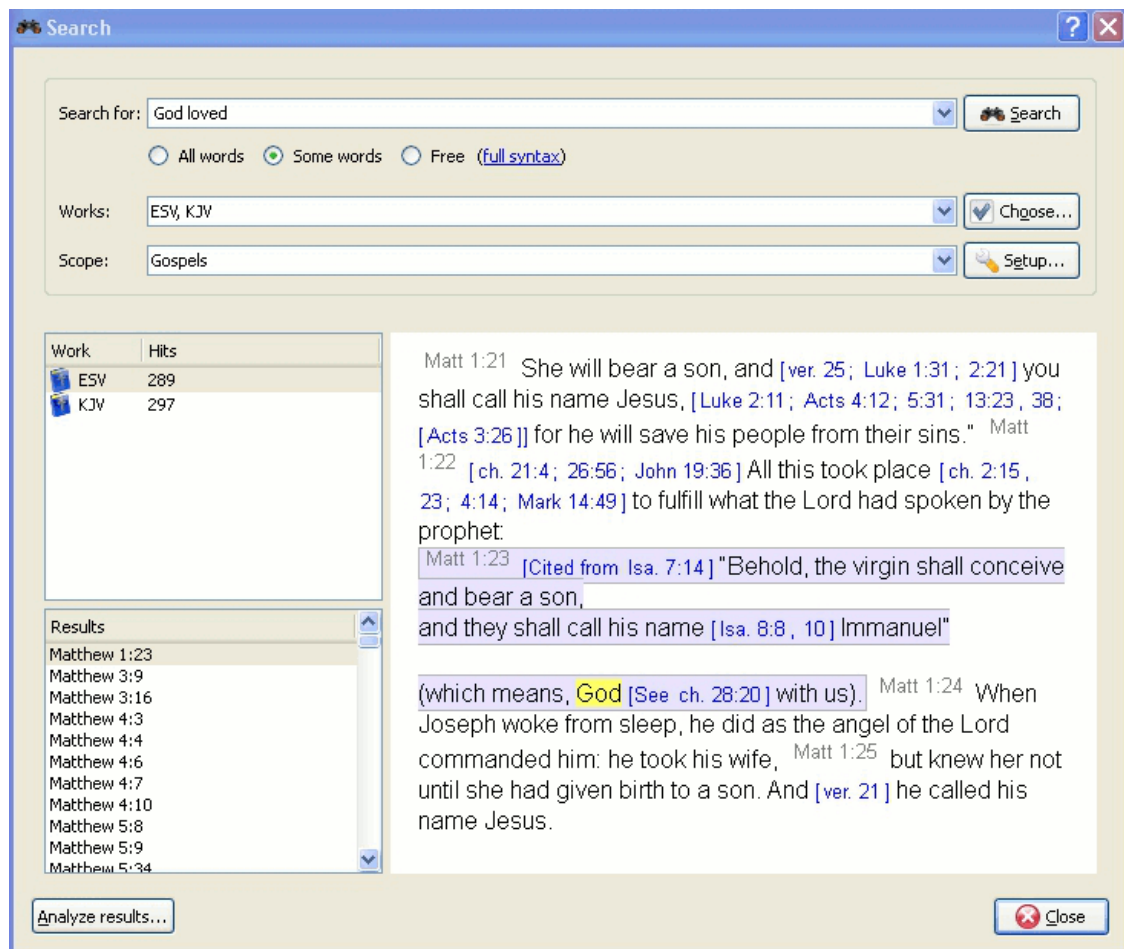 Search
Search for: God loved Search
All words Some words Free (full syntax)
Works: ESV, KJV Choose...
Scope: Gospels Setup...
Work Hits
ESV 289
KJV 297
Results
Matthew 1:23
Matthew 3:9
Matthew 3:16
Matthew 4:3
Matthew 4:4
Matthew 4:6
Matthew 4:7
Matthew 4:10
Matthew 5:8
Matthew 5:9
Matthew 5:34
Matt 1:21 She will bear a son, and [ver. 25; Luke 1:31; 2:21] you
shall call his name Jesus, [Luke 2:11; Acts 4:12; 5:31; 13:23, 38;
[Acts 3:26]] for he will save his people from their sins." Matt
1:22 [ch. 21:4; 26:56; John 19:36] All this took place [ch. 2:15,
23; 4:14; Mark 14:49] to fulfill what the Lord had spoken by the
prophet:
Matt 1:23 [Cited from Isa. 7:14] "Behold, the virgin shall conceive
and bear a son,
and they shall call his name [Isa. 8:8, 10] Immanuel"
(which means, God [See ch. 28:20] with us). Matt 1:24 When
Joseph woke from sleep, he did as the angel of the Lord
commanded him: he took his wife, Matt 1:25 but knew her not
until she had given birth to a son. And [ver. 21] he called his
name Jesus.
Analyze results... Close